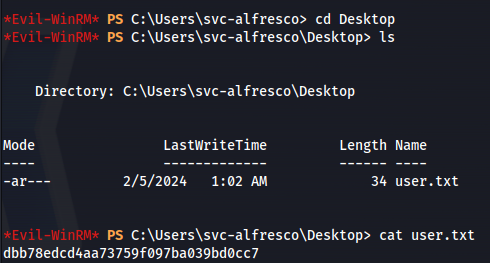 *Evil-WinRM* PS C:\Users\svc-alfresco> cd Desktop
*Evil-WinRM* PS C:\Users\svc-alfresco\Desktop> ls
Directory: C:\Users\svc-alfresco\Desktop
Mode LastWriteTime Length Name
---- ------------- ------ ----
-ar--- 2/5/2024 1:02 AM 34 user.txt
*Evil-WinRM* PS C:\Users\svc-alfresco\Desktop> cat user.txt
dbb78edcd4aa73759f097ba039bd0cc7